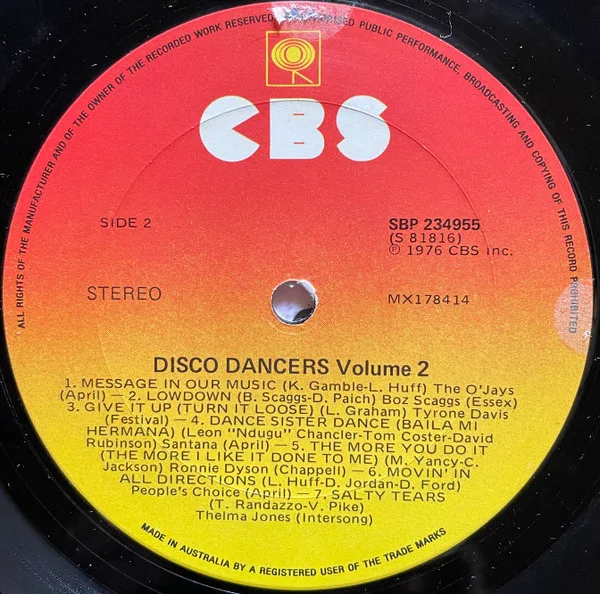 ALL RIGHTS OF THE MANUFACTURER AND OF THE OWNER OF THE RECORDED WORK RESERVED. PUBLIC PERFORMANCE, BROADCASTING AND COPYING OF THIS RECORD PROHIBITED
CBS
SIDE 2
SBP 234955
(S 81816)
℗ 1976 CBS Inc.
STEREO
MX178414
DISCO DANCERS Volume 2
1. MESSAGE IN OUR MUSIC (K. Gamble-L. Huff) The O'Jays
(April) — 2. LOWDOWN (B. Scaggs-D. Paich) Boz Scaggs (Essex)
3. GIVE IT UP (TURN IT LOOSE) (L. Graham) Tyrone Davis
(Festival) — 4. DANCE SISTER DANCE (BAILA MI
HERMANA) (Leon "Ndugu" Chancler-Tom Coster-David
Rubinson) Santana (April) — 5. THE MORE YOU DO IT
(THE MORE I LIKE IT DONE TO ME) (M. Yancy-C.
Jackson) Ronnie Dyson (Chappell) — 6. MOVIN' IN
ALL DIRECTIONS (L. Huff-D. Jordan-D. Ford)
People's Choice (April) — 7. SALTY TEARS
(T. Randazzo-V. Pike)
Thelma Jones (Intersong)
MADE IN AUSTRALIA BY A REGISTERED USER OF THE TRADE MARKS